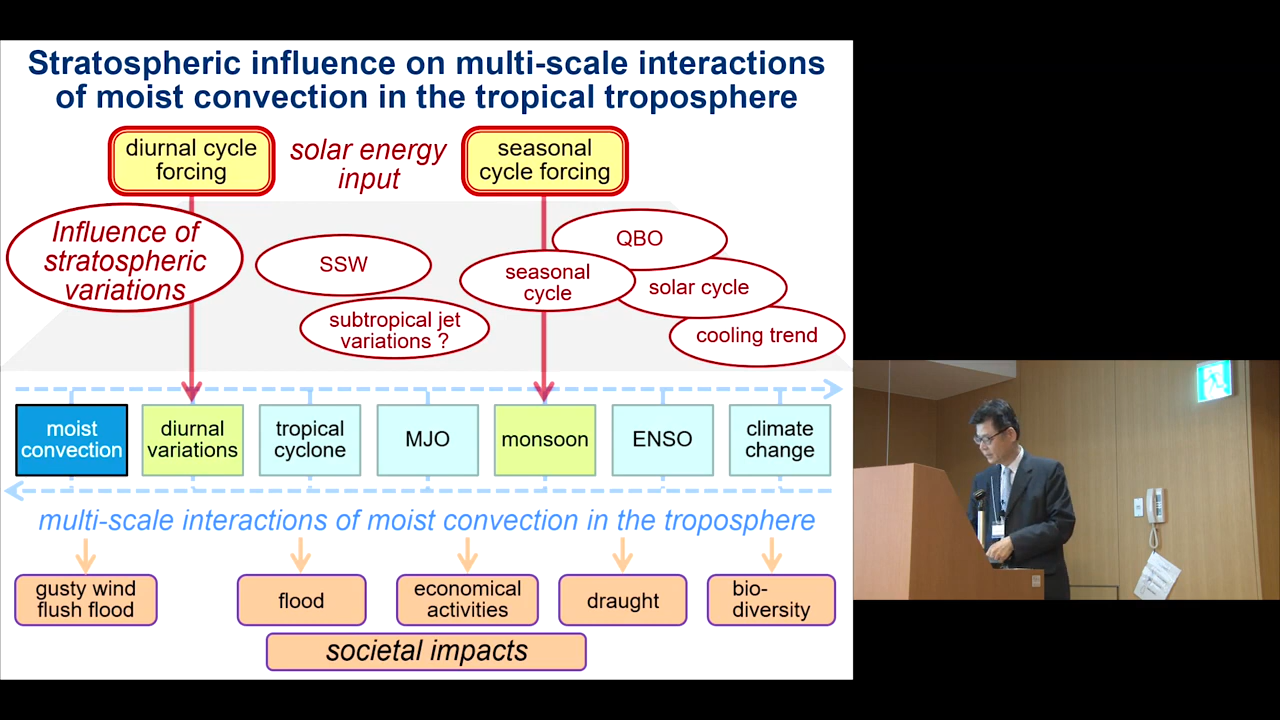 Stratospheric influence on multi-scale interactions
of moist convection in the tropical troposphere
diurnal cycle
forcing
solar energy
input
seasonal
cycle forcing
Influence of
stratospheric
variations
SSW
subtropical jet
variations ?
QBO
seasonal
cycle
solar cycle
cooling trend
moist
convection
diurnal
variations
tropical
cyclone
MJO
monsoon
ENSO
climate
change
multi-scale interactions of moist convection in the troposphere
gusty wind
flush flood
flood
economical
activities
draught
bio-
diversity
societal impacts